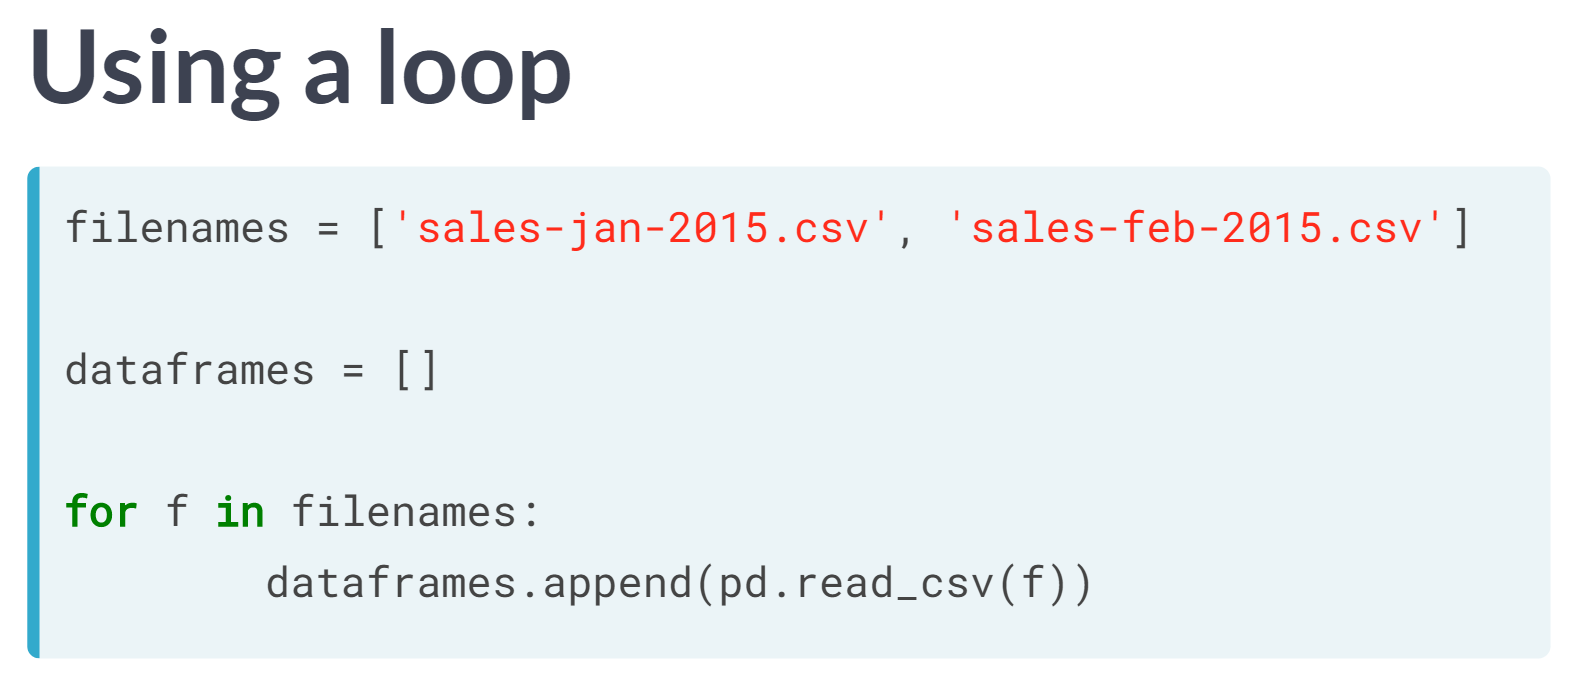 Using a loop
filenames = ['sales-jan-2015.csv', 'sales-feb-2015.csv']
dataframes = []
for f in filenames:
        dataframes.append(pd.read_csv(f))